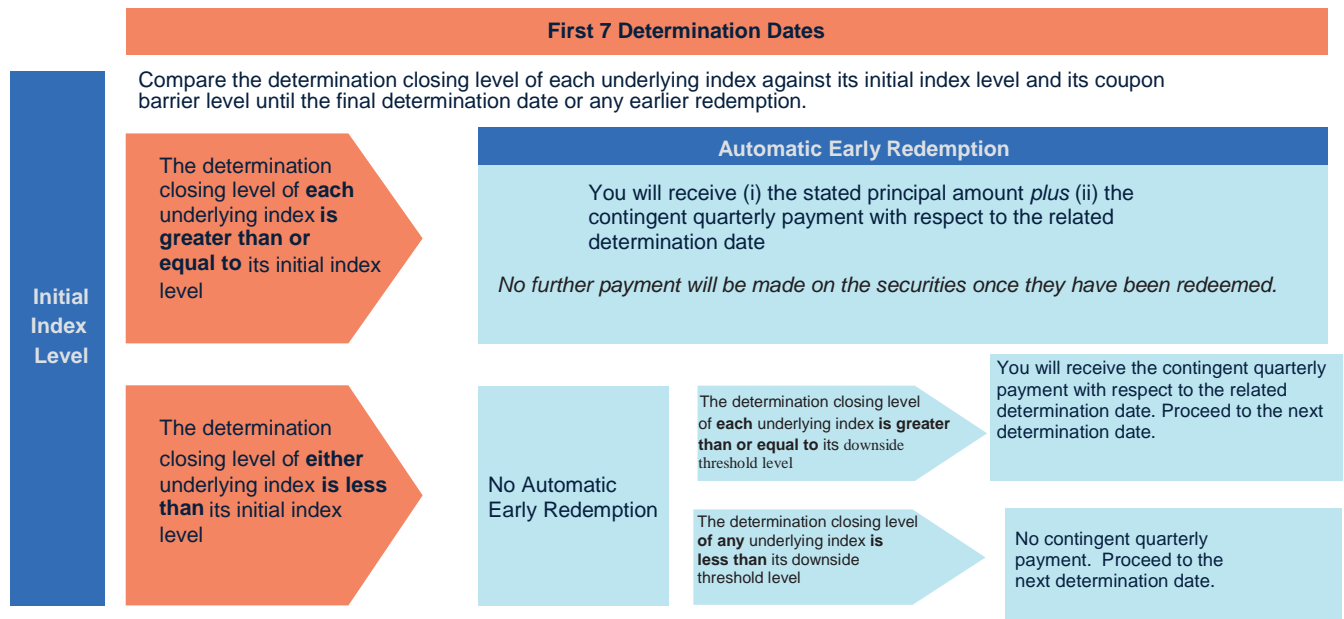 First 7 Determination Dates
Compare the determination closing level of each underlying index against its initial index level and its coupon
barrier level until the final determination date or any earlier redemption.
Initial
Index
Level
The determination
closing level of each
underlying index is
greater than or
equal to its initial index
level
Automatic Early Redemption
You will receive (i) the stated principal amount plus (ii) the
contingent quarterly payment with respect to the related
determination date
No further payment will be made on the securities once they have been redeemed.
The determination
closing level of either
underlying index is less
than its initial index
level
No Automatic
Early Redemption
The determination closing level
of each underlying index is greater
than or equal to its downside
threshold level
You will receive the contingent quarterly
payment with respect to the related
determination date. Proceed to the next
determination date.
The determination closing level
of any underlying index is
less than its downside
threshold level
No contingent quarterly
payment. Proceed to the
next determination date.